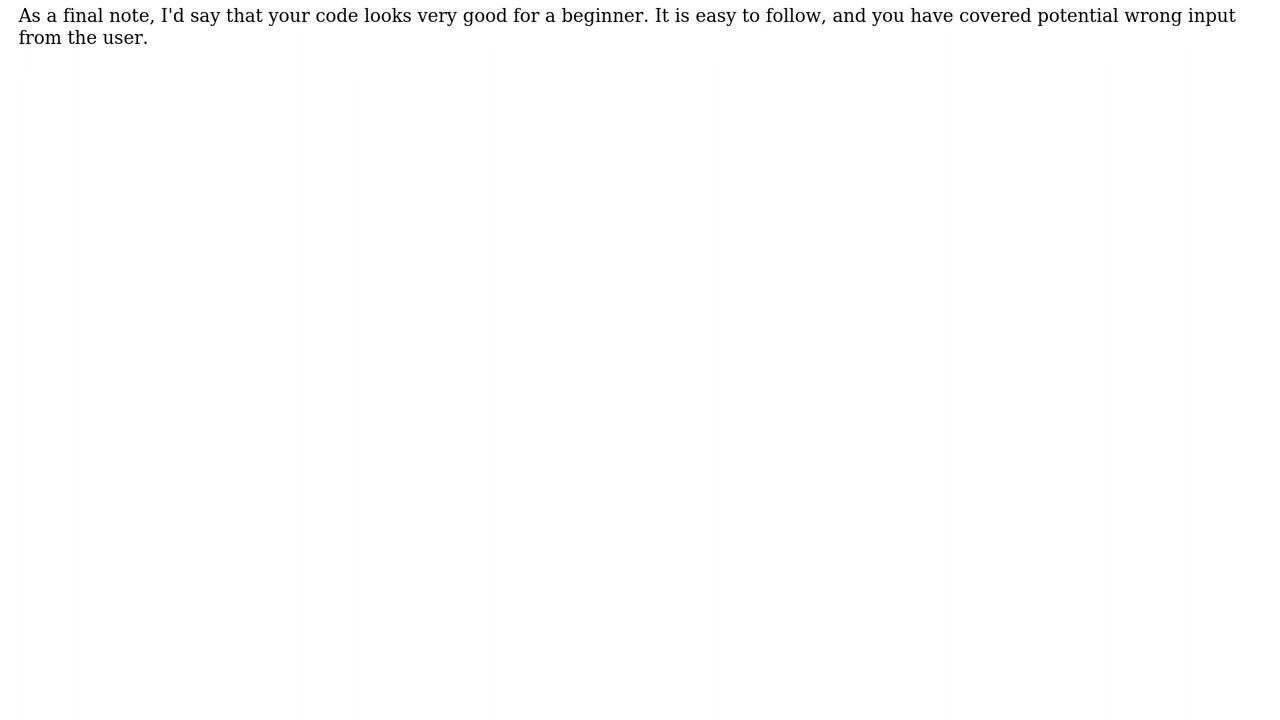 As a final note, I'd say that your code looks very good for a beginner. It is easy to follow, and you have covered potential wrong input
from the user.